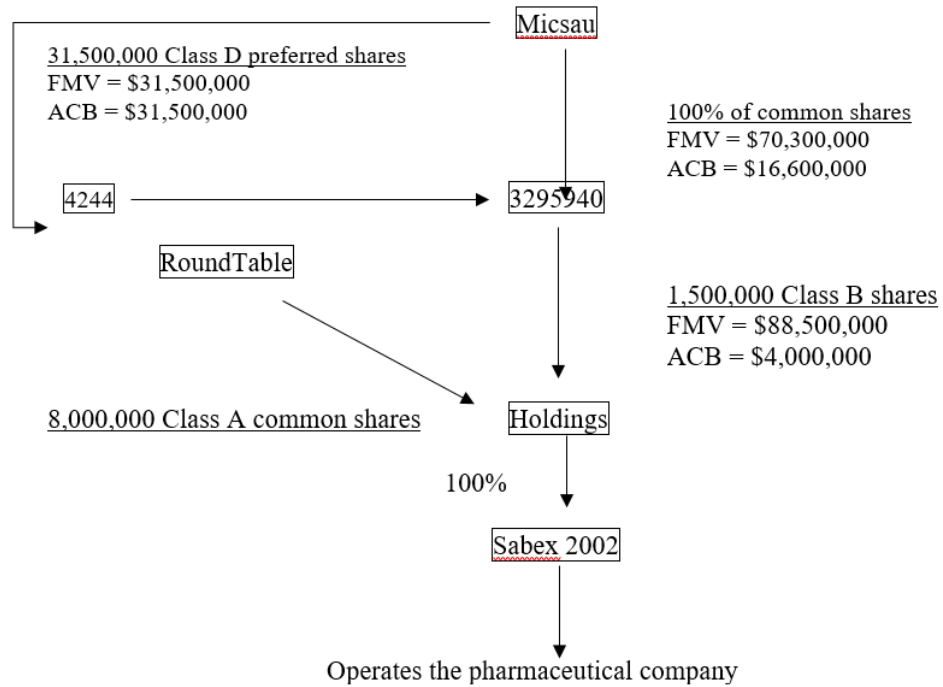 Micsau
31,500,000 Class D preferred shares
FMV = $31,500,000
ACB = $31,500,000
100% of common shares
FMV = $70,300,000
ACB = $16,600,000
4244
3295940
RoundTable
1,500,000 Class B shares
FMV = $88,500,000
ACB = $4,000,000
8,000,000 Class A common shares
Holdings
100%
Sabex 2002
Operates the pharmaceutical company